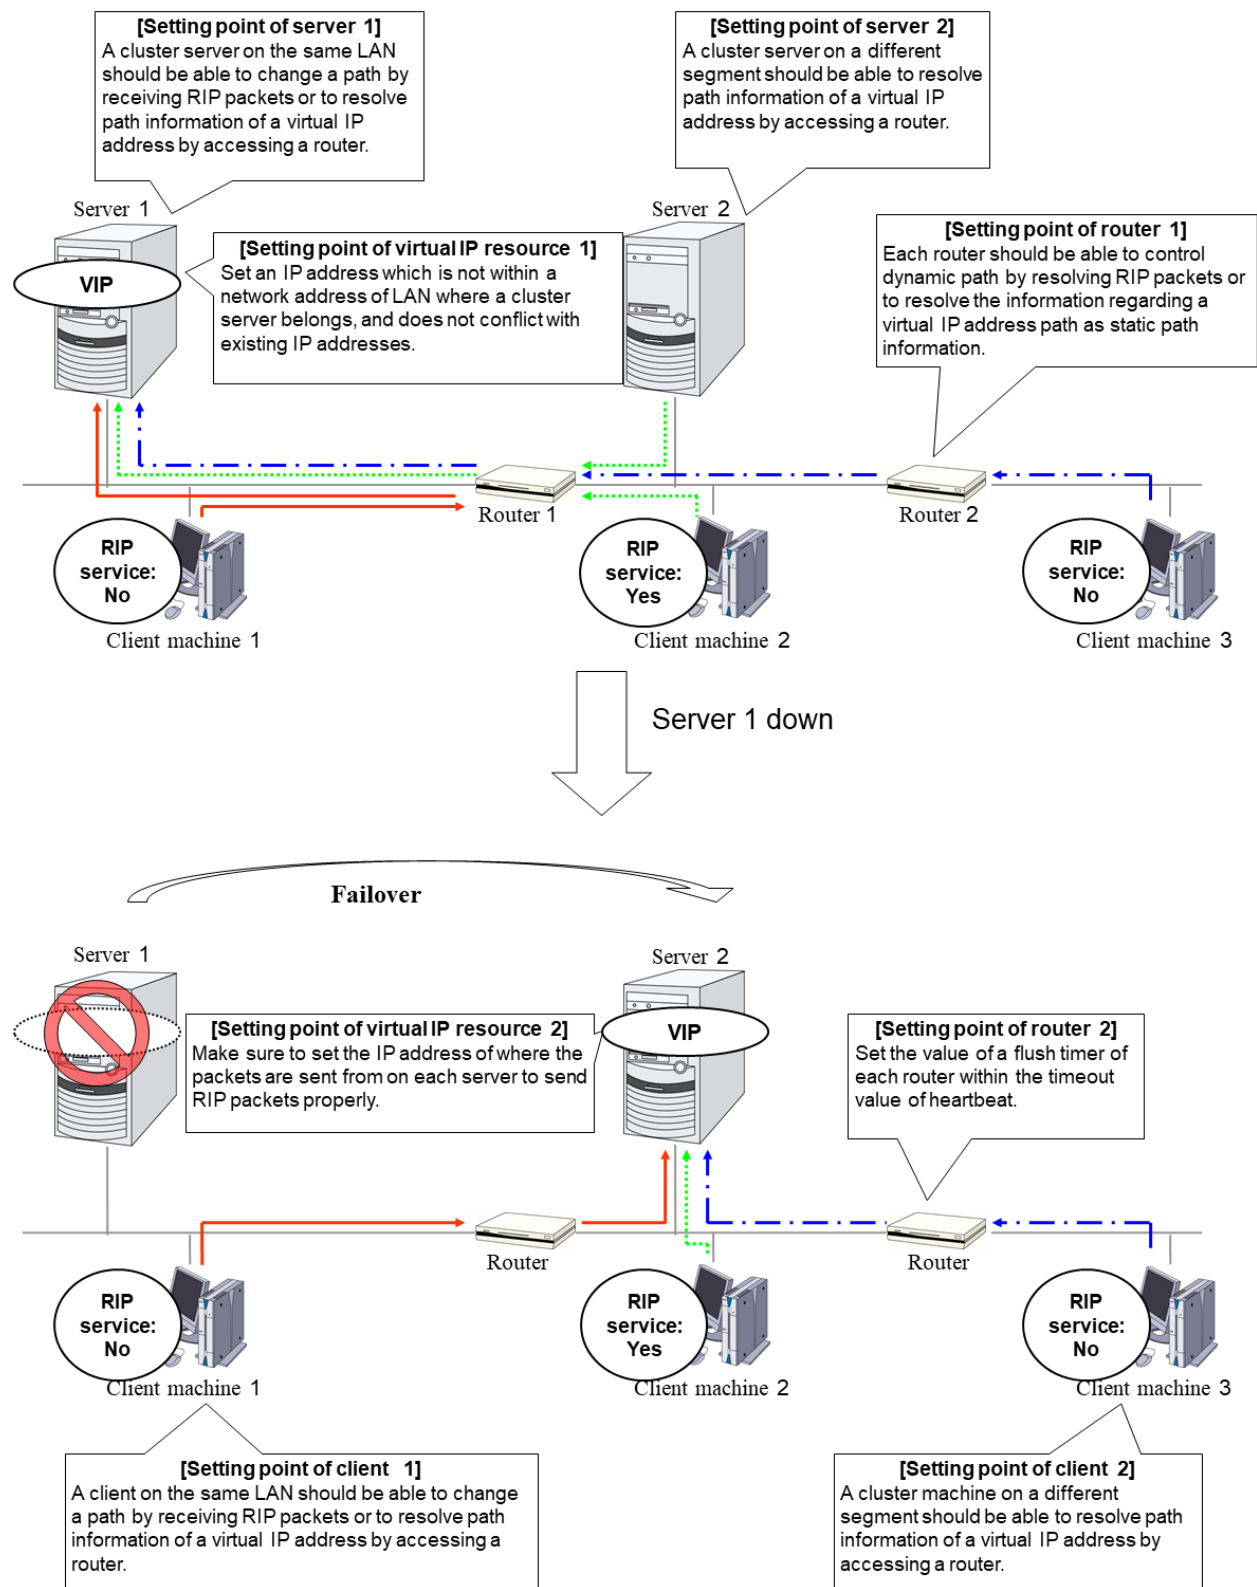 [Setting point of server 1]
A cluster server on the same LAN
should be able to change a path by
receiving RIP packets or to resolve
path information of a virtual IP
address by accessing a router.
[Setting point of server 2]
A cluster server on a different
segment should be able to resolve
path information of a virtual IP
address by accessing a router.
Server 1
Server 2
VIP
[Setting point of virtual IP resource 1]
Set an IP address which is not within a
network address of LAN where a cluster
server belongs, and does not conflict with
existing IP addresses.
[Setting point of router 1]
Each router should be able to control
dynamic path by resolving RIP packets or
to resolve the information regarding a
virtual IP address path as static path
information.
Router 1
Router 2
RIP
service:
No
RIP
service:
Yes
RIP
service:
No
Client machine 1
Client machine 2
Client machine 3
Server 1 down
Failover
Server 1
Server 2
[Setting point of virtual IP resource 2]
Make sure to set the IP address of where the
packets are sent from on each server to send
RIP packets properly.
VIP
[Setting point of router 2]
Set the value of a flush timer of
each router within the timeout
value of heartbeat.
Router
Router
RIP
service:
No
RIP
service:
Yes
RIP
service:
No
Client machine 1
Client machine 2
Client machine 3
[Setting point of client 1]
A client on the same LAN should be able to change
a path by receiving RIP packets or to resolve path
information of a virtual IP address by accessing a
router.
[Setting point of client 2]
A cluster machine on a different
segment should be able to resolve path
information of a virtual IP address by
accessing a router.